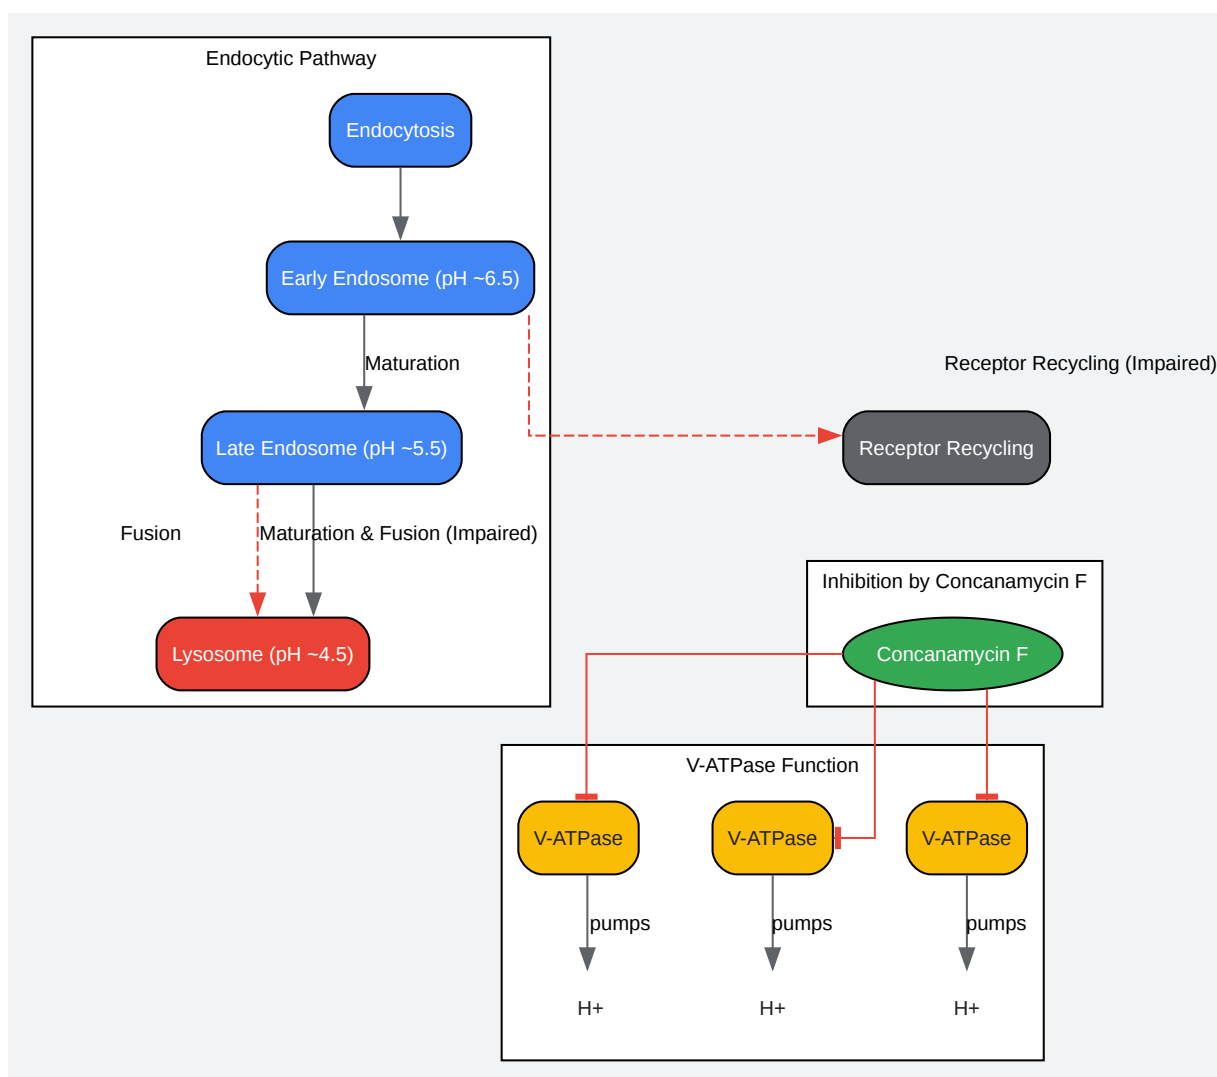 Endocytic Pathway
Endocytosis
Early Endosome (pH ~6.5)
Maturation
Receptor Recycling (Impaired)
Late Endosome (pH ~5.5)
Receptor Recycling
Fusion
Maturation & Fusion (Impaired)
Lysosome (pH ~4.5)
Inhibition by Concanamycin F
Concanamycin F
V-ATPase Function
V-ATPase
V-ATPase
V-ATPase
pumps
pumps
pumps
H+
H+
H+